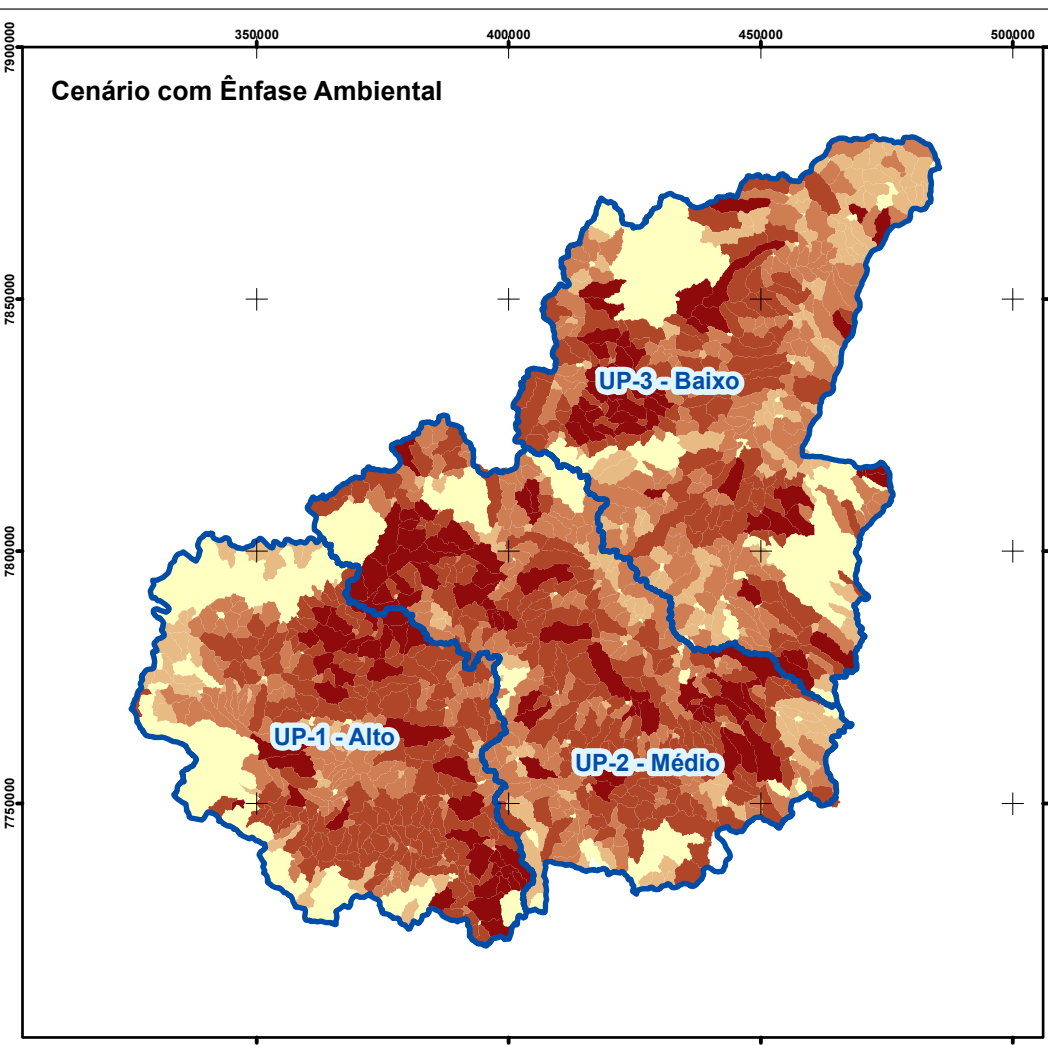 350000 400000 450000 500000
7900000
Cenário com Ênfase Ambiental
7850000
UP-3 - Baixo
7800000
UP-1 - Alto
UP-2 - Médio
7750000